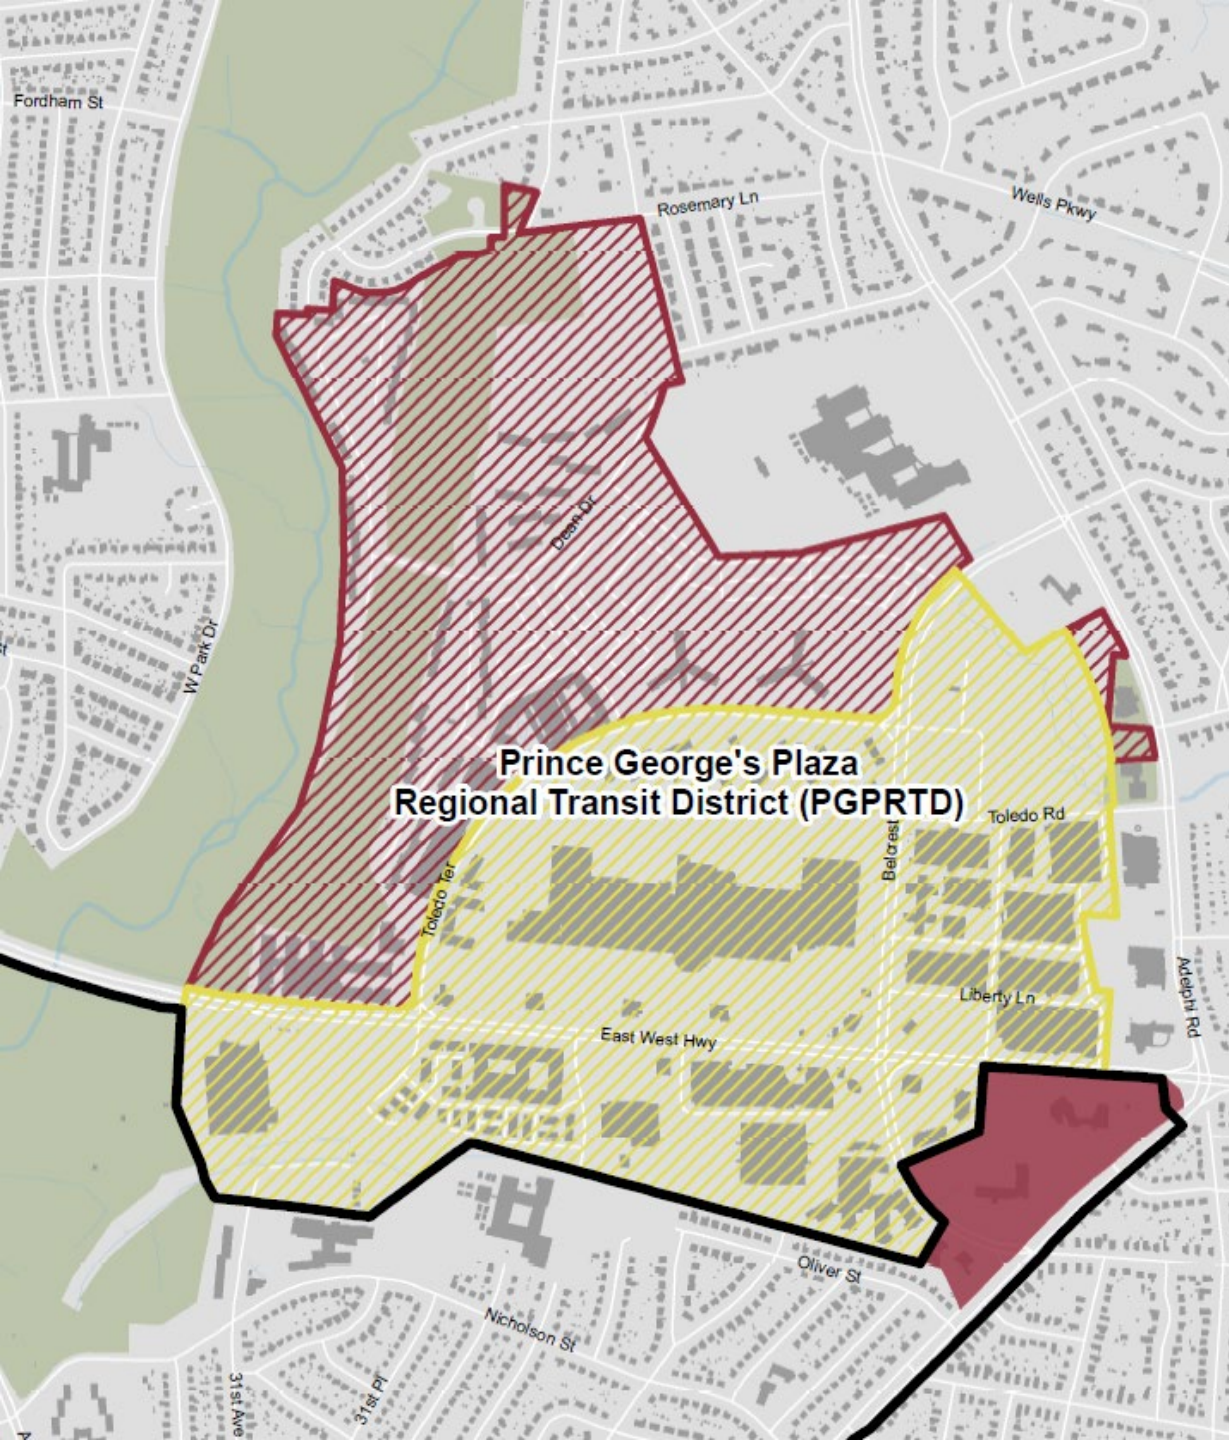 Fordham St
Rosemary Ln
Wells Pkwy
Dean Dr
W Park Dr
Prince George's Plaza
Regional Transit District (PGPRTD)
Toledo Rd
Belcrest
Toledo Ter
Adelphi Rd
Liberty Ln
East West Hwy
Oliver St
Nicholson St
31st Ave
31st Pl